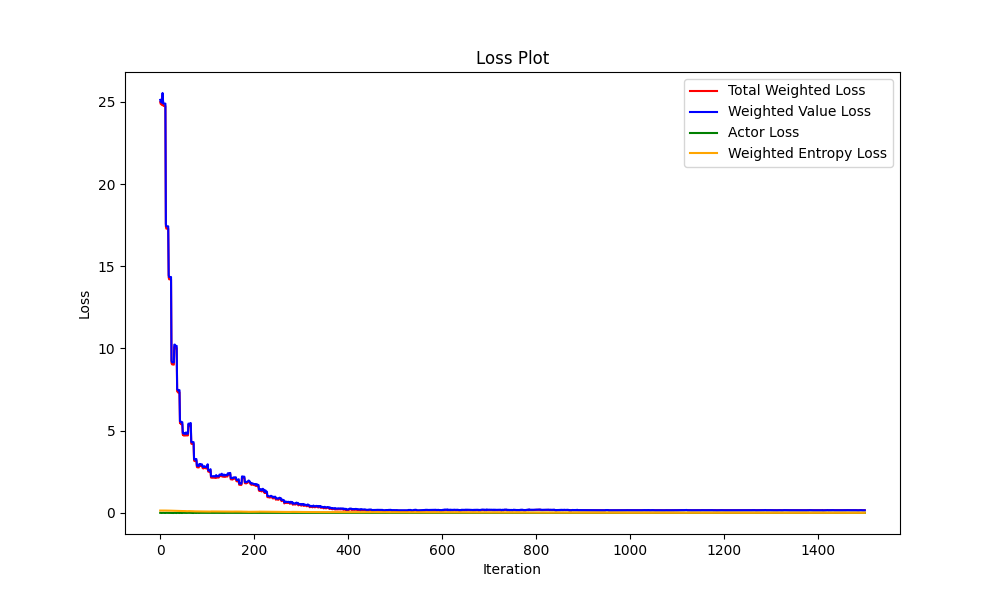 Loss Plot
Total Weighted Loss
Weighted Value Loss
Actor Loss
Weighted Entropy Loss
25
20
15
10
5
0
Loss
0 200 400 600 800 1000 1200 1400
Iteration